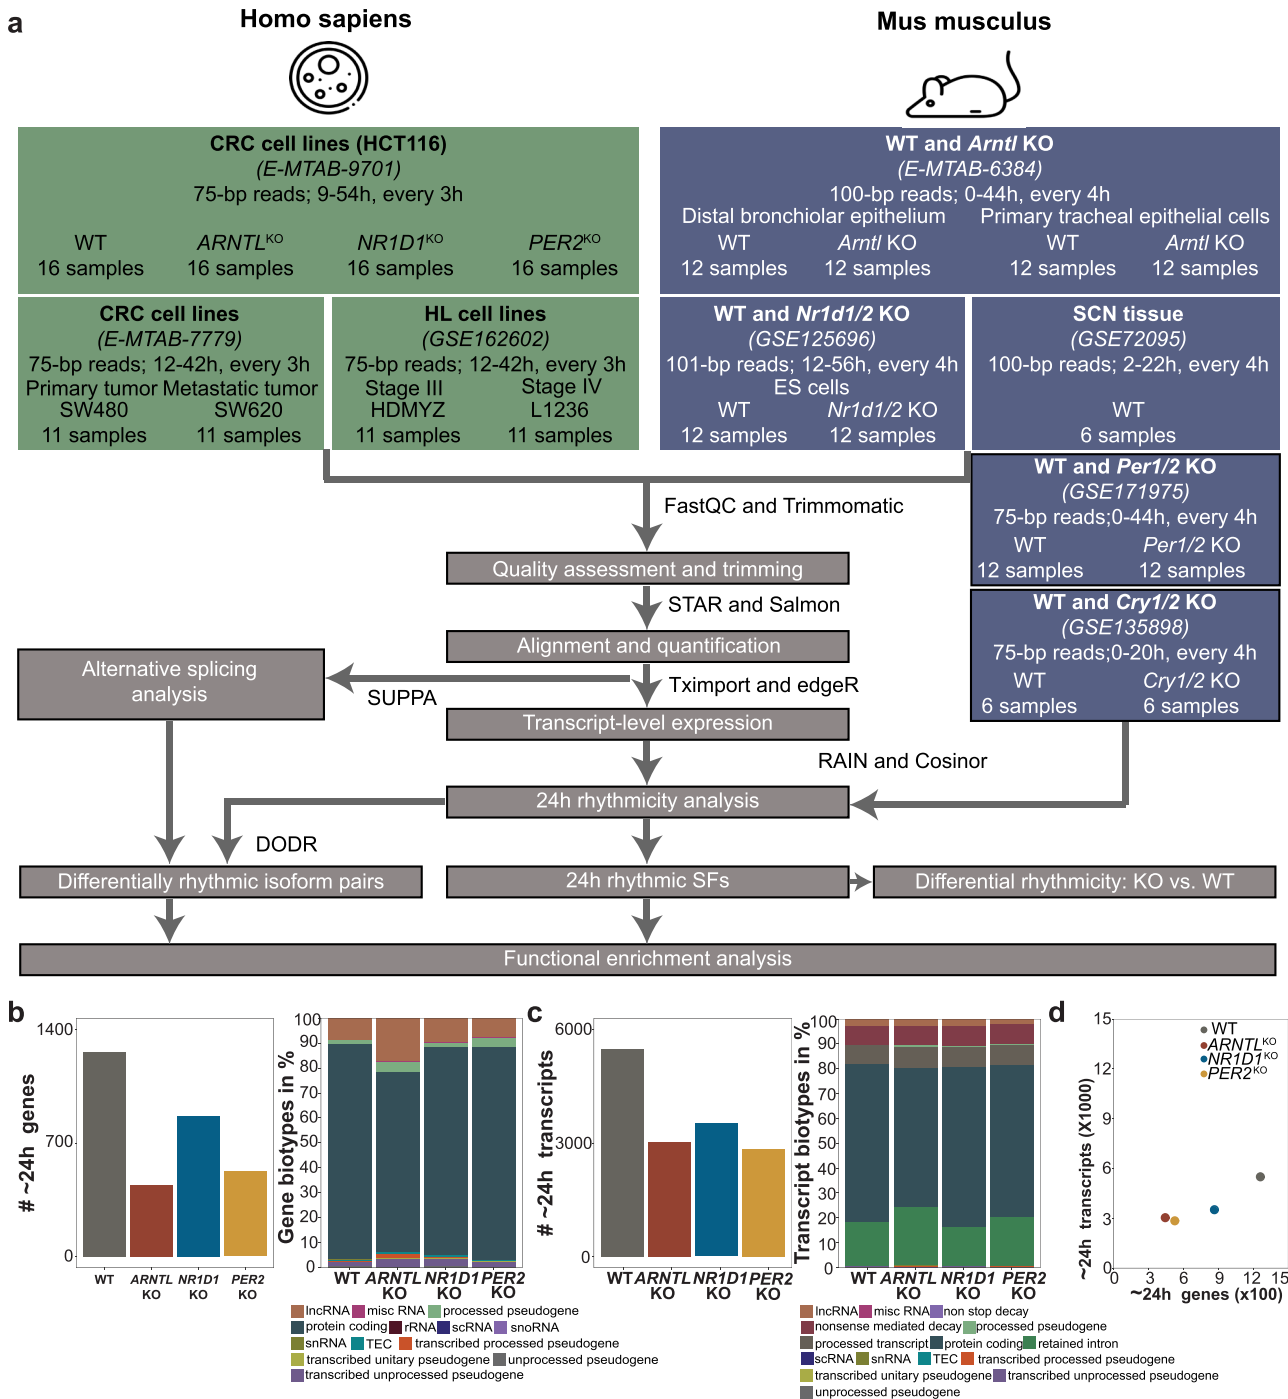 a
Homo sapiens
Mus musculus
CRC cell lines (HCT116)
(E-MTAB-9701)
75-bp reads; 9-54h, every 3h
WT
ARNTLKO
NR1D1KO
PER2KO
16 samples
16 samples
16 samples
16 samples
WT and Arntl KO
(E-MTAB-6384)
100-bp reads; 0-44h, every 4h
Distal bronchiolar epithelium
Primary tracheal epithelial cells
WT
Arntl KO
WT
Arntl KO
12 samples
12 samples
12 samples
12 samples
CRC cell lines
(E-MTAB-7779)
75-bp reads; 12-42h, every 3h
Primary tumor Metastatic tumor
SW480
SW620
11 samples
11 samples
HL cell lines
(GSE162602)
75-bp reads; 12-42h, every 3h
Stage III
Stage IV
HDMYZ
L1236
11 samples
11 samples
WT and Nr1d1/2 KO
(GSE125696)
101-bp reads; 12-56h, every 4h
ES cells
WT
Nr1d1/2 KO
12 samples
12 samples
SCN tissue
(GSE72095)
100-bp reads; 2-22h, every 4h
WT
6 samples
WT and Per1/2 KO
(GSE171975)
75-bp reads;0-44h, every 4h
WT
Per1/2 KO
12 samples
12 samples
WT and Cry1/2 KO
(GSE135898)
75-bp reads;0-20h, every 4h
WT
Cry1/2 KO
6 samples
6 samples
FastQC and Trimmomatic
Quality assessment and trimming
STAR and Salmon
Alignment and quantification
Alternative splicing
analysis
SUPPA
Tximport and edgeR
Transcript-level expression
RAIN and Cosinor
24h rhythmicity analysis
DODR
Differentially rhythmic isoform pairs
24h rhythmic SFs
Differential rhythmicity: KO vs. WT
Functional enrichment analysis
b
# ~24h genes
1400
700
0
WT
ARNTL
KO
NR1D1
KO
PER2
KO
Gene biotypes in %
100
90
80
70
60
50
40
30
20
10
0
WT
ARNTL
KO
NR1D1
KO
PER2
KO
lncRNA
misc RNA
processed pseudogene
protein coding
rRNA
scRNA
snoRNA
snRNA
TEC
transcribed processed pseudogene
transcribed unitary pseudogene
unprocessed pseudogene
transcribed unprocessed pseudogene
c
# ~24h transcripts
6000
3000
0
WT
ARNTL
KO
NR1D1
KO
PER2
KO
Transcript biotypes in %
100
90
80
70
60
50
40
30
20
10
0
WT
ARNTL
KO
NR1D1
KO
PER2
KO
lncRNA
misc RNA
non stop decay
nonsense mediated decay
processed pseudogene
processed transcript
protein coding
retained intron
scRNA
snRNA
TEC
transcribed processed pseudogene
transcribed unitary pseudogene
transcribed unprocessed pseudogene
unprocessed pseudogene
d
~24h transcripts (X1000)
15
12
9
6
3
0
WT
ARNTLKO
NR1D1KO
PER2KO
0
3
6
9
12
15
~24h genes (x100)